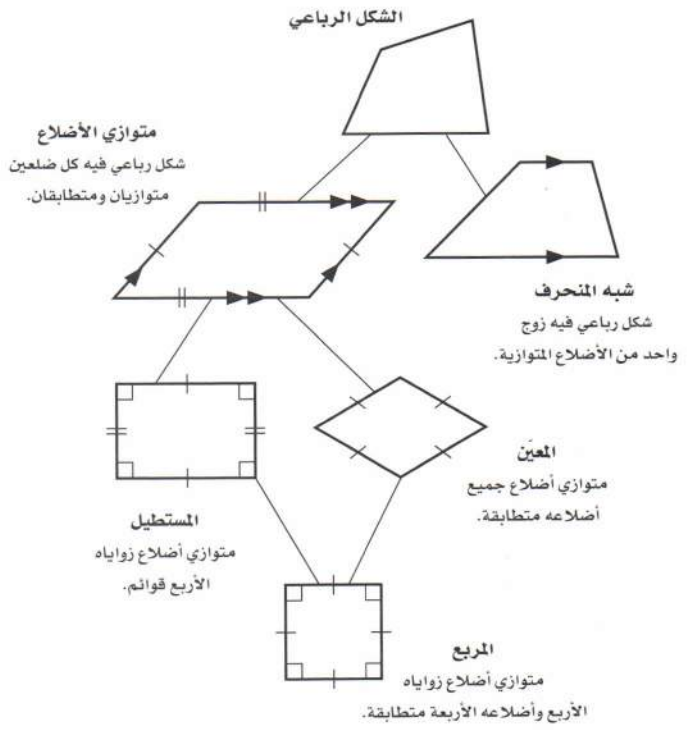 الشكل الرباعي
متوازي الأضلاع
شكل رباعي فيه كل ضلعين
متوازيان ومتطابقان.
شبه المنحرف
شكل رباعي فيه زوج
واحد من الأضلاع المتوازية.
المعيّن
متوازي أضلاع جميع
أضلاعه متطابقة.
المستطيل
متوازي أضلاع زواياه
الأربع قوائم.
المربع
متوازي أضلاع زواياه
الأربع وأضلاعه الأربعة متطابقة.